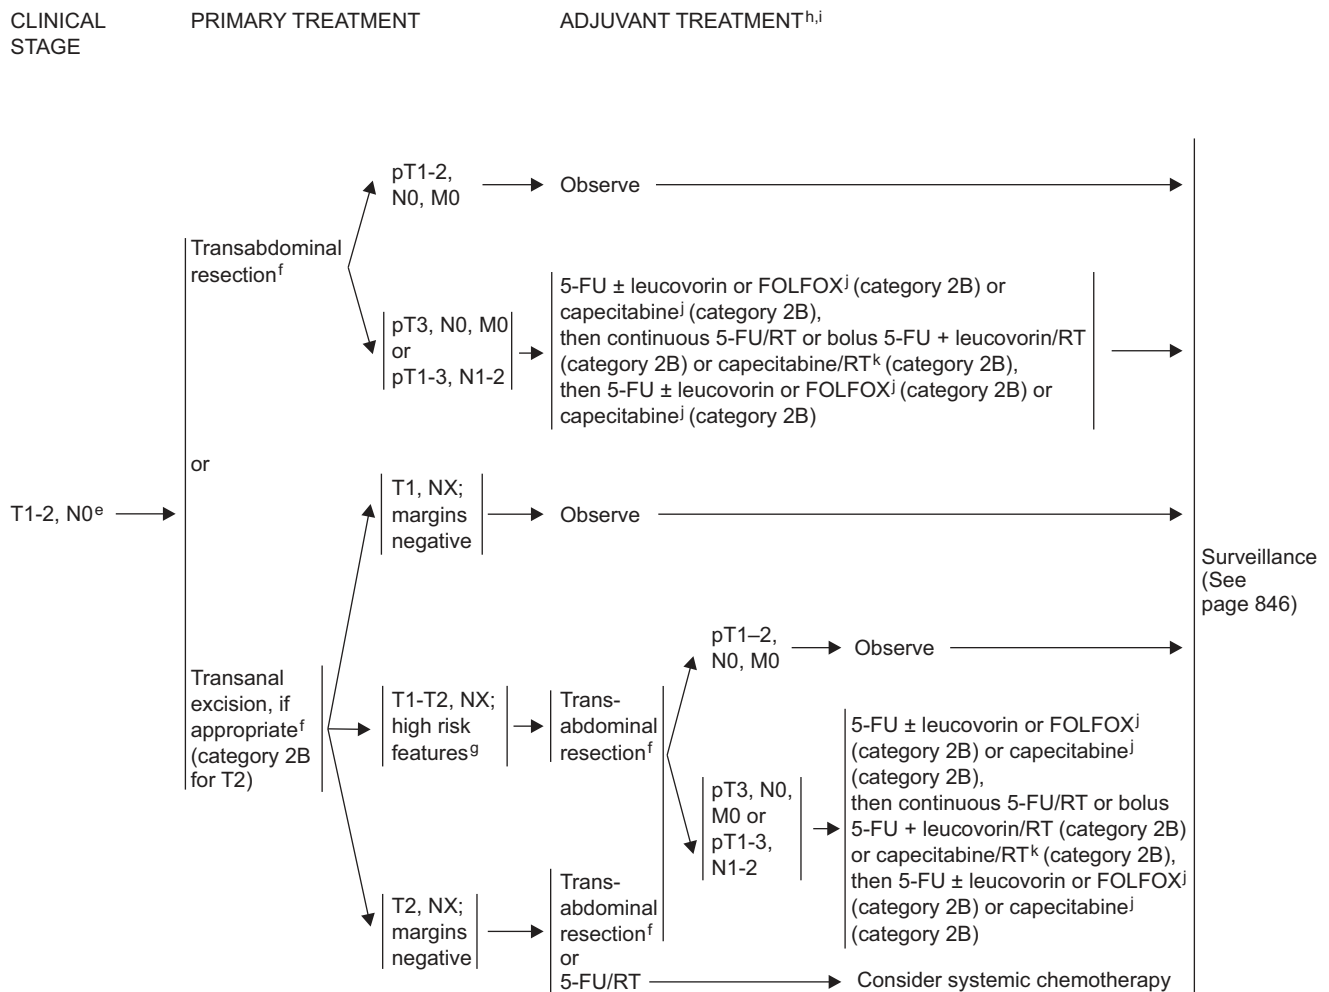 CLINICAL
STAGE
PRIMARY TREATMENT
ADJUVANT TREATMENTh,i
T1-2, N0e
Transabdominal
resectionf
or
Transanal
excision, if
appropriatef
(category 2B
for T2)
pT1-2,
N0, M0
Observe
pT3, N0, M0
or
pT1-3, N1-2
5-FU ± leucovorin or FOLFOXj (category 2B) or
capecitabinej (category 2B),
then continuous 5-FU/RT or bolus 5-FU + leucovorin/RT
(category 2B) or capecitabine/RTk (category 2B),
then 5-FU ± leucovorin or FOLFOXj (category 2B) or
capecitabinej (category 2B)
T1, NX;
margins
negative
Observe
T1-T2, NX;
high risk
featuresg
Trans-
abdominal
resectionf
pT1–2,
N0, M0
Observe
pT3, N0,
M0 or
pT1-3,
N1-2
5-FU ± leucovorin or FOLFOXj
(category 2B) or capecitabinej
(category 2B),
then continuous 5-FU/RT or bolus
5-FU + leucovorin/RT (category 2B)
or capecitabine/RTk (category 2B),
then 5-FU ± leucovorin or FOLFOXj
(category 2B) or capecitabinej
(category 2B)
T2, NX;
margins
negative
Trans-
abdominal
resectionf
or
5-FU/RT
Consider systemic chemotherapy
Surveillance
(See
page 846)